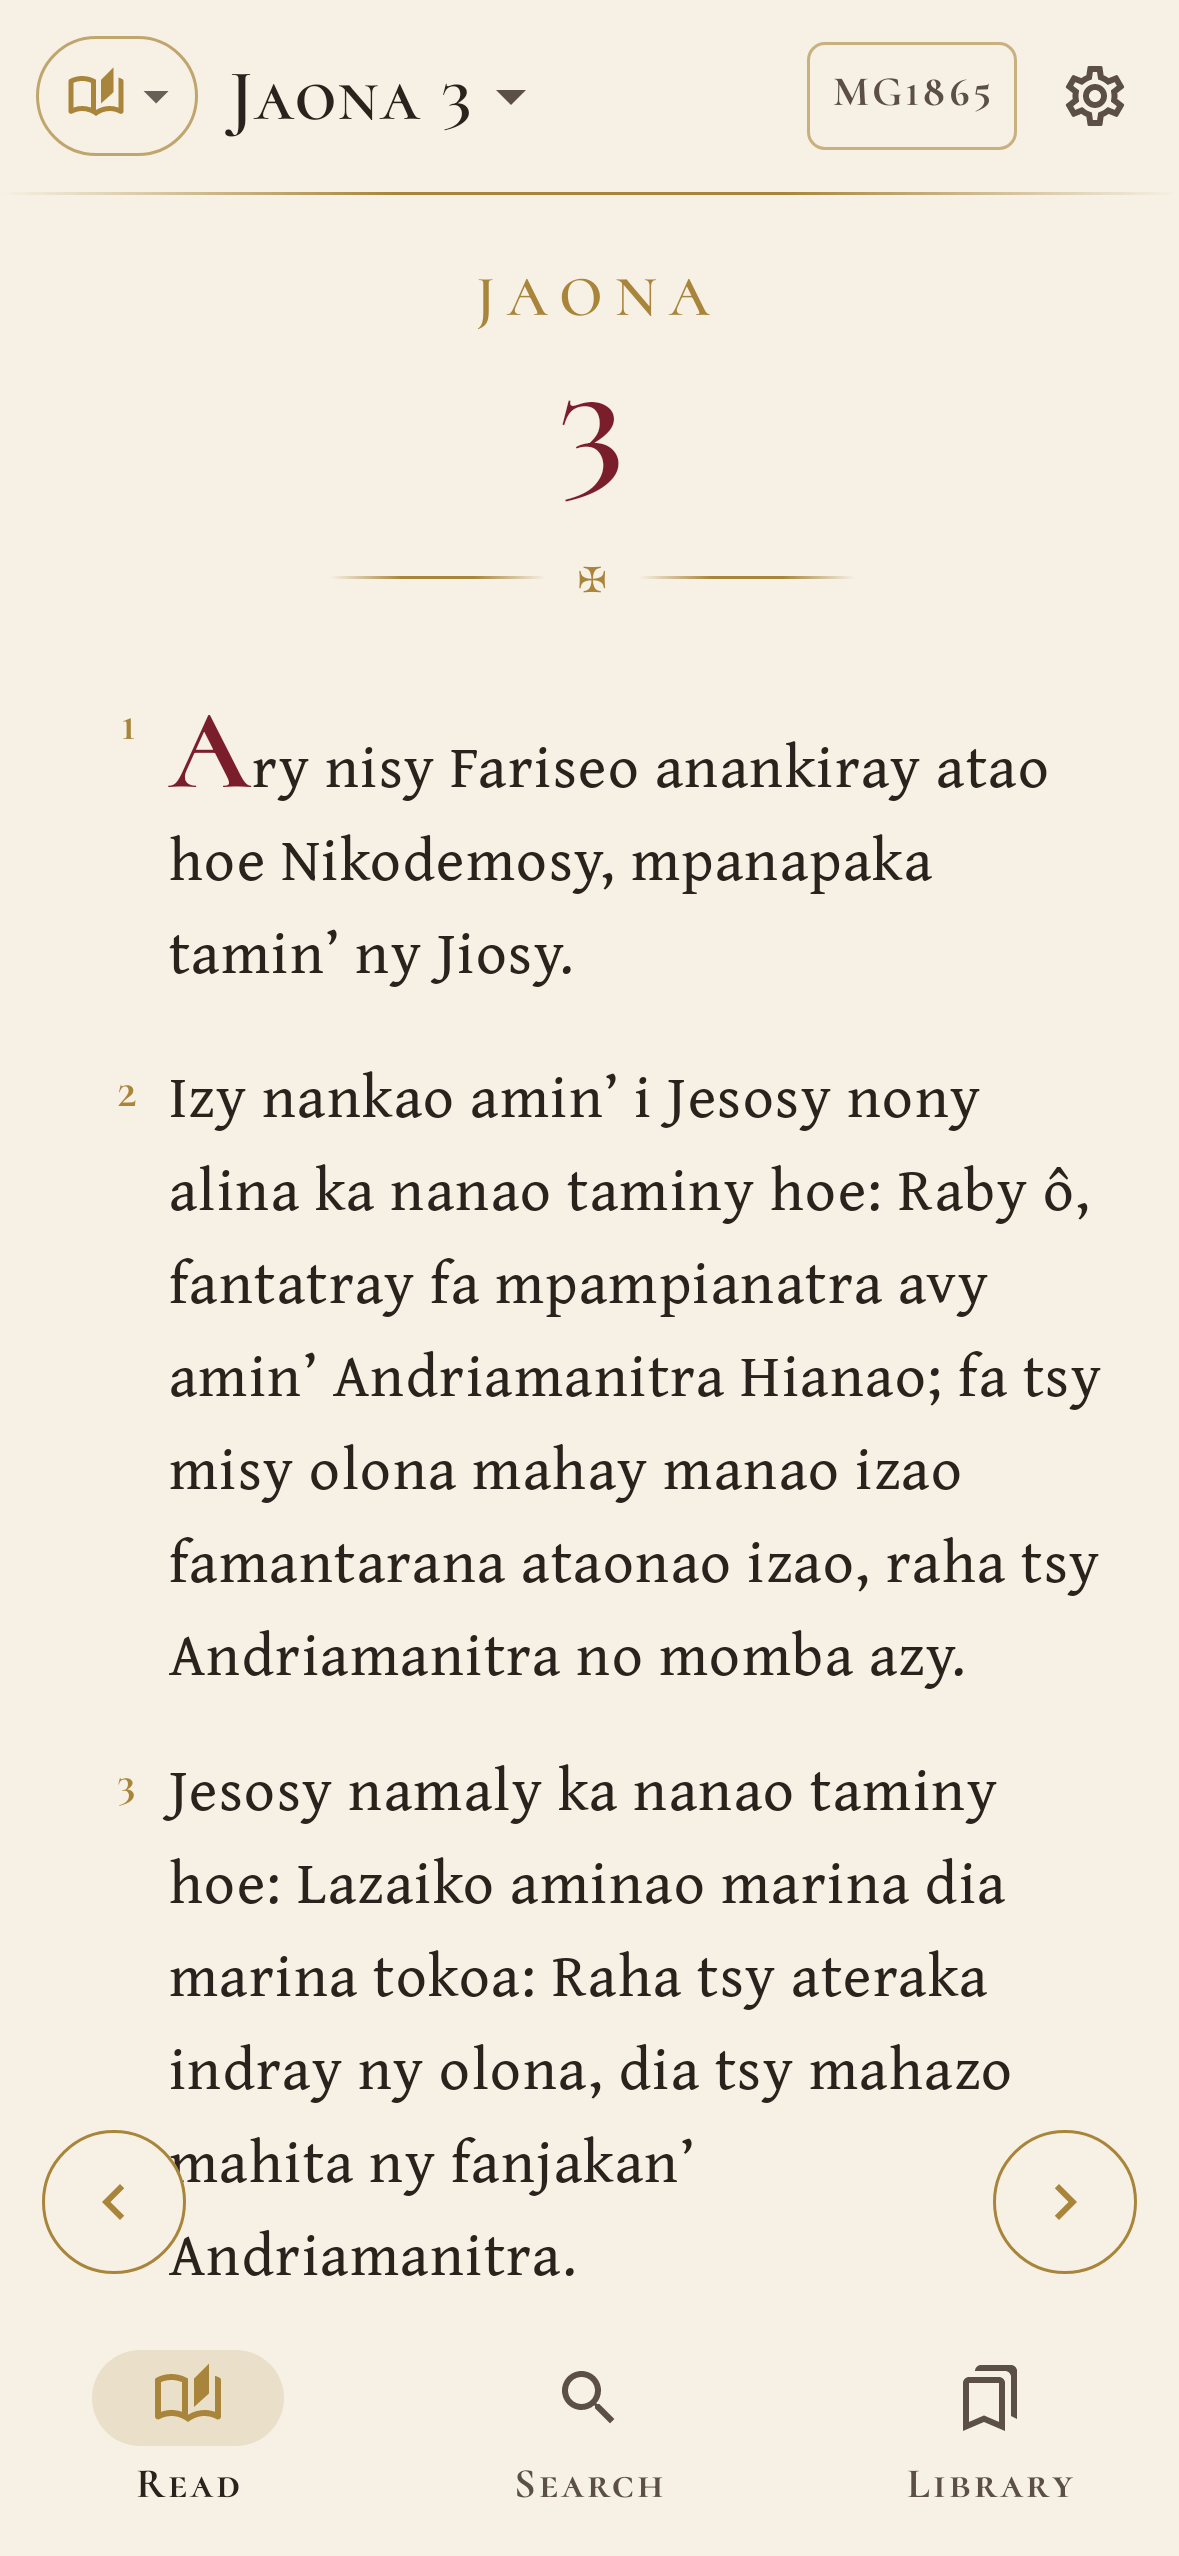 Jaona 3
MG1865
JAONA
3
✠
1 Ary nisy Fariseo anankiray atao
hoe Nikodemosy, mpanapaka
tamin’ ny Jiosy.
2 Izy nankao amin’ i Jesosy nony
alina ka nanao taminy hoe: Raby ô,
fantatray fa mpampianatra avy
amin’ Andriamanitra Hianao; fa tsy
misy olona mahay manao izao
famantarana ataonao izao, raha tsy
Andriamanitra no momba azy.
3 Jesosy namaly ka nanao taminy
hoe: Lazaiko aminao marina dia
marina tokoa: Raha tsy ateraka
indray ny olona, dia tsy mahazo
mahita ny fanjakan’
Andriamanitra.
Read
Search
Library